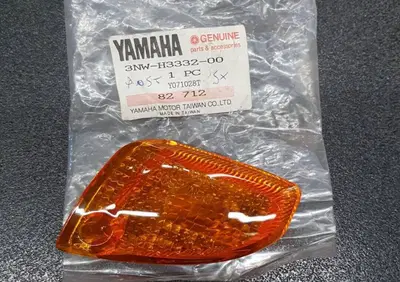 YAMAHA
GENUINE
parts & accessories
3NW-H3332-00
1 PC
Y071028T
82 712
YAMAHA MOTOR TAIWAN CO.,LTD
MADE IN TAIWAN